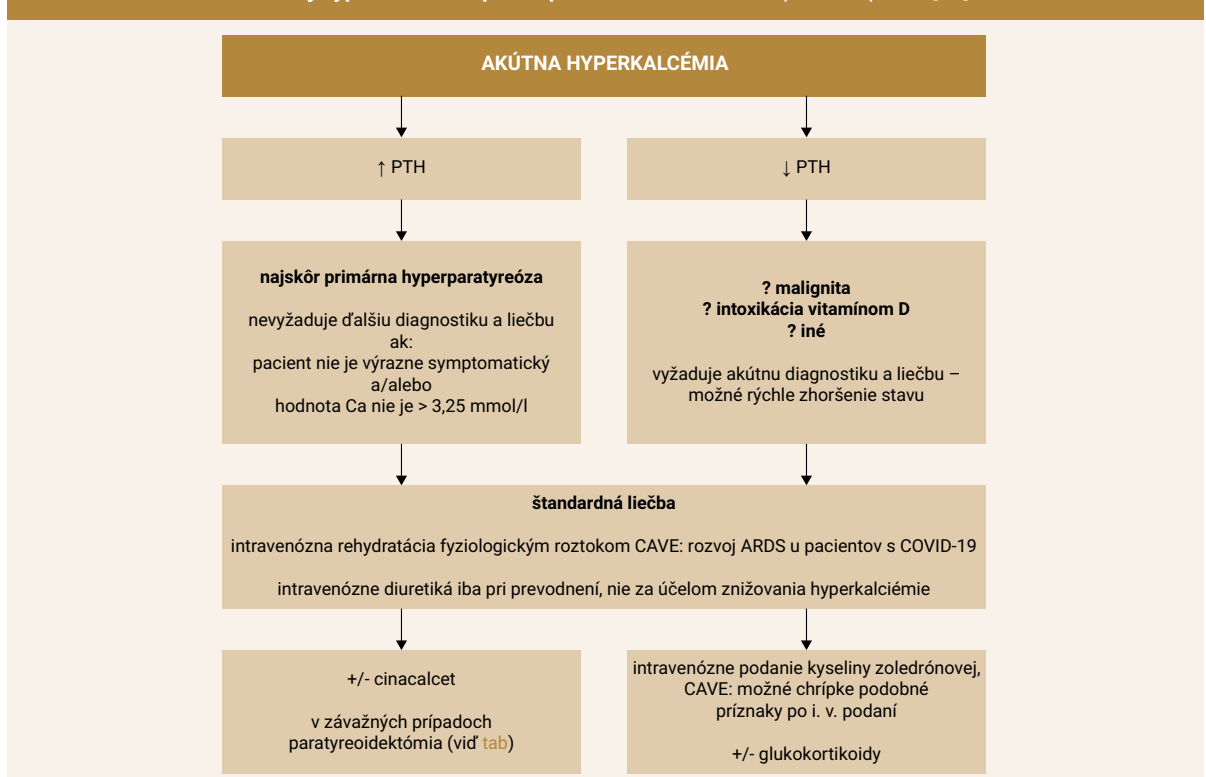 AKÚTNA HYPERKALCÉMIA
↑ PTH
↓ PTH
najskôr primárna hyperparatyreóza
nevyžaduje ďalšiu diagnostiku a liečbu
ak:
pacient nie je výrazne symptomatický
a/alebo
hodnota Ca nie je > 3,25 mmol/l
? malignita
? intoxikácia vitamínom D
? iné
vyžaduje akútnu diagnostiku a liečbu –
možné rýchle zhoršenie stavu
štandardná liečba
intravenózna rehydratácia fyziologickým roztokom CAVE: rozvoj ARDS u pacientov s COVID-19
intravenózne diuretiká iba pri prevodnení, nie za účelom znižovania hyperkalciémie
+/- cinacalcet
v závažných prípadoch
paratyreoidektómia (viď tab)
intravenózne podanie kyseliny zoledrónovej,
CAVE: možné chrípke podobné
príznaky po i. v. podaní
+/- glukokortikoidy